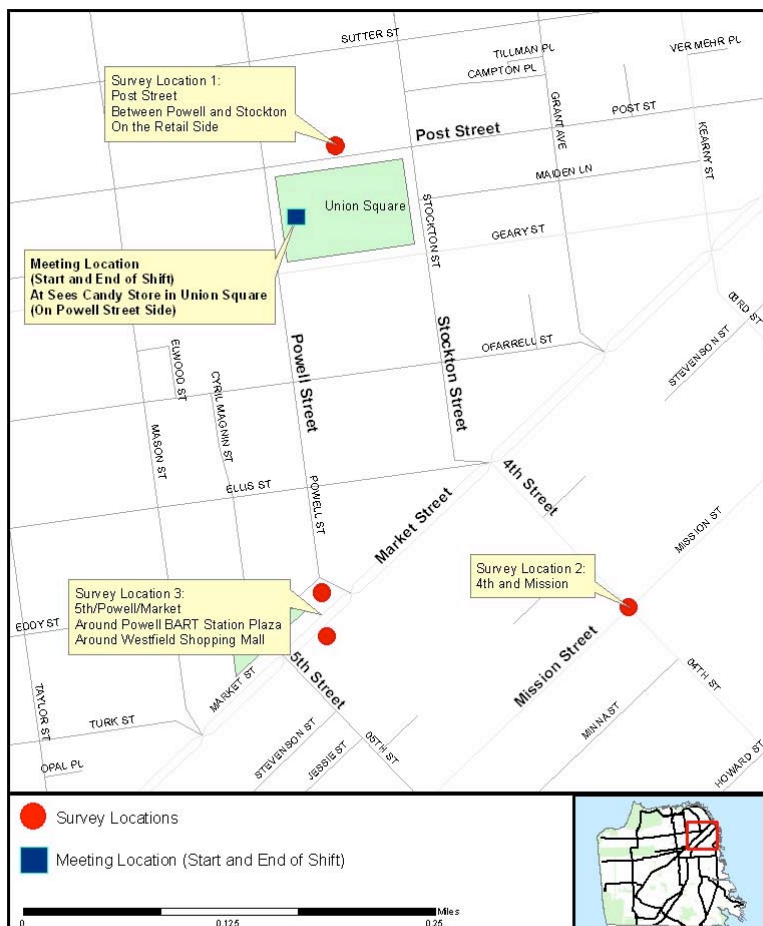 SUTTER ST
TILLMAN PL
VERMEHR PL
CAMPTON PL
Survey Location 1:
Post Street
Between Powell and Stockton
On the Retail Side
GRANT AVE
POST ST
Post Street
KEARNY ST
MAIDEN LN
Union Square
STOCKTON ST
GEARY ST
Meeting Location
(Start and End of Shift)
At Sees Candy Store in Union Square
(On Powell Street Side)
03RD ST
STEVENSON ST
OFARRELL ST
Stockton Street
Powell Street
ELWOOD ST
CYRIL MAGNIN ST
MASON ST
POWELL ST
ELLIS ST
4th Street
Market Street
MISSION ST
Survey Location 2:
4th and Mission
Survey Location 3:
5th/Powell/Market
Around Powell BART Station Plaza
Around Westfield Shopping Mall
EDDY ST
5th Street
Mission Street
MARKET ST
TAYLOR ST
TURK ST
04TH ST
MINNA ST
STEVENSON ST
JESSIE ST
05TH ST
HOWARD ST
OPAL PL
Survey Locations
Meeting Location (Start and End of Shift)
Miles
0 0.125 0.25